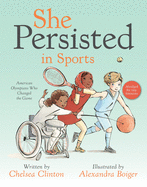 She
Persisted
in Sports
American
Olympians Who
Changed the Game
Written by
Chelsea Clinton
Illustrated by
Alexandra Boiger